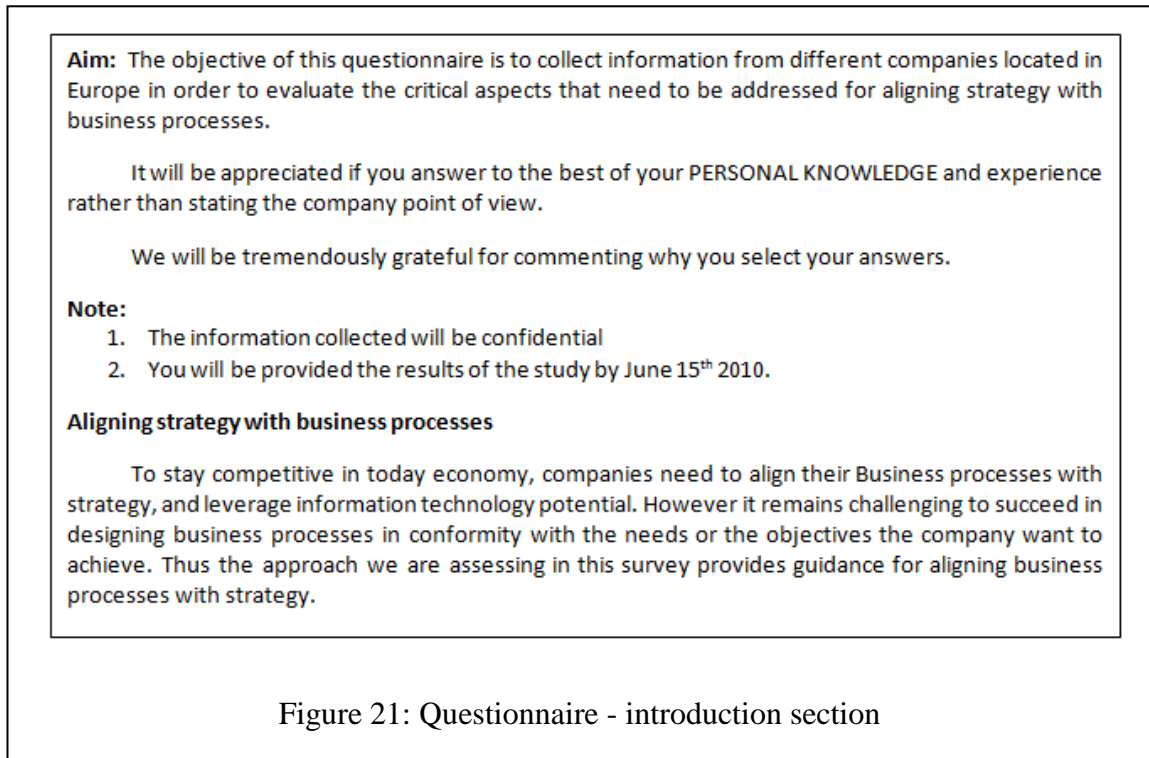 Aim: The objective of this questionnaire is to collect information from different companies located in
Europe in order to evaluate the critical aspects that need to be addressed for aligning strategy with
business processes.
It will be appreciated if you answer to the best of your PERSONAL KNOWLEDGE and experience
rather than stating the company point of view.
We will be tremendously grateful for commenting why you select your answers.
Note:
1. The information collected will be confidential
2. You will be provided the results of the study by June 15th 2010.
Aligning strategy with business processes
To stay competitive in today economy, companies need to align their Business processes with
strategy, and leverage information technology potential. However it remains challenging to succeed in
designing business processes in conformity with the needs or the objectives the company want to
achieve. Thus the approach we are assessing in this survey provides guidance for aligning business
processes with strategy.
Figure 21: Questionnaire - introduction section